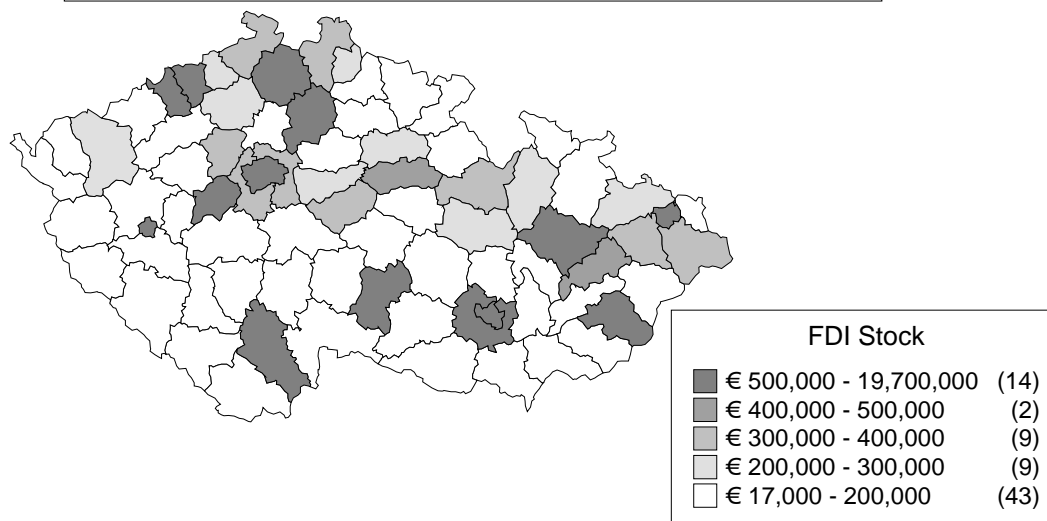 FDI Stock
€ 500,000 - 19,700,000 (14)
€ 400,000 - 500,000 (2)
€ 300,000 - 400,000 (9)
€ 200,000 - 300,000 (9)
€ 17,000 - 200,000 (43)